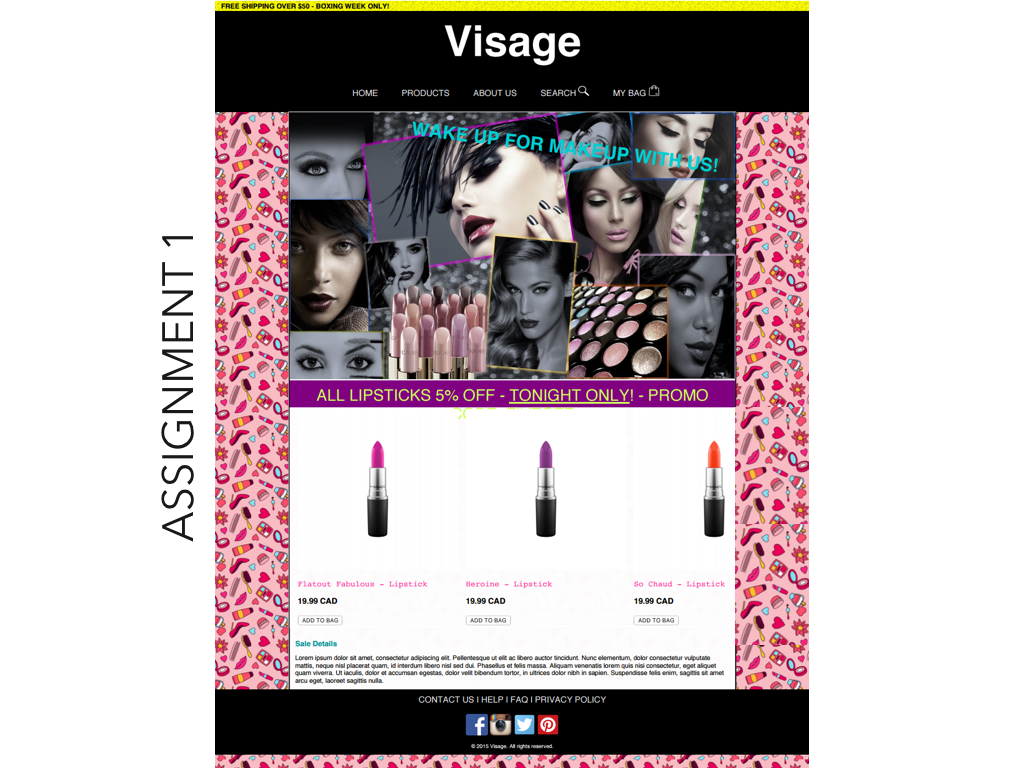 ASSIGNMENT 1
FREE SHIPPING OVER $50 - BOXING WEEK ONLY!
Visage
HOME PRODUCTS ABOUT US SEARCH MY BAG
WAKE UP FOR MAKEUP WITH US!
ALL LIPSTICKS 5% OFF - TONIGHT ONLY! - PROMO
Flatout Fabulous - Lipstick Heroine - Lipstick So Chaud - Lipstick
19.99 CAD 19.99 CAD 19.99 CAD
ADD TO BAG ADD TO BAG ADD TO BAG
Sale Details
Lorem ipsum dolor sit amet, consectetur adipiscing elit. Pellentesque ut elit ac libero auctor tincidunt. Nunc elementum, dolor consectetur vulputate
mattis, neque nisl placerat quam, id interdum libero nisl sed dui. Phasellus et felis massa. Aliquam venenatis lorem quis nisi consectetur, eget aliquet
quam viverra. Ut iaculis, dolor et accumsan egestas, dolor velit bibendum tortor, in ultrices dolor nibh in sapien. Suspendisse felis enim, sagittis sit amet
arcu eget, laoreet sagittis nulla.
CONTACT US | HELP | FAQ | PRIVACY POLICY
© 2015 Visage. All rights reserved.